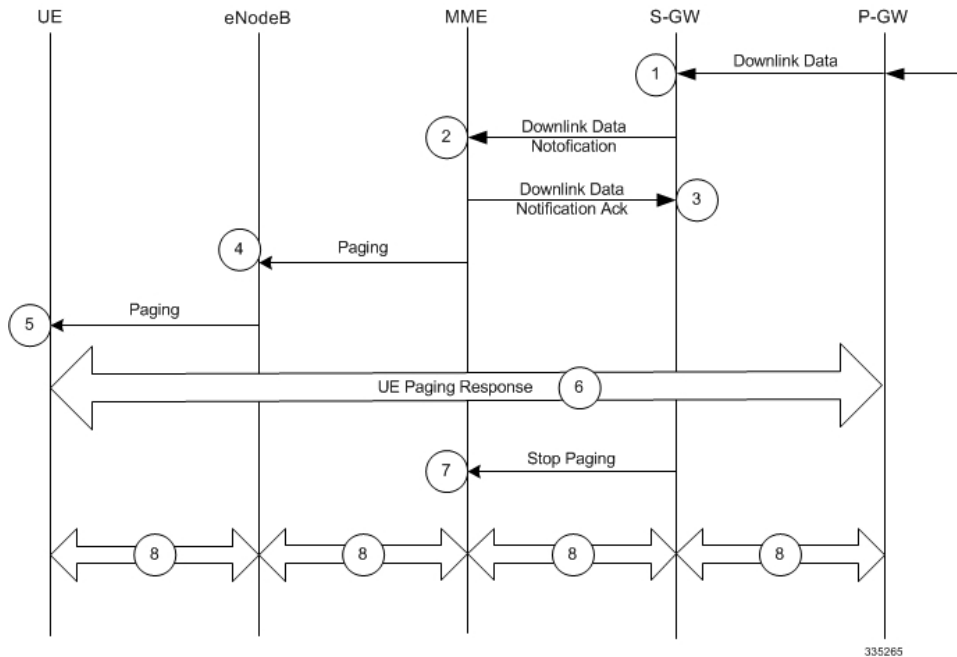 UE eNodeB MME S-GW P-GW
1 Downlink Data
2 Downlink Data
Notofication
Downlink Data 3
Notification Ack
4 Paging
5 Paging
UE Paging Response 6
7 Stop Paging
8 8 8 8
335265